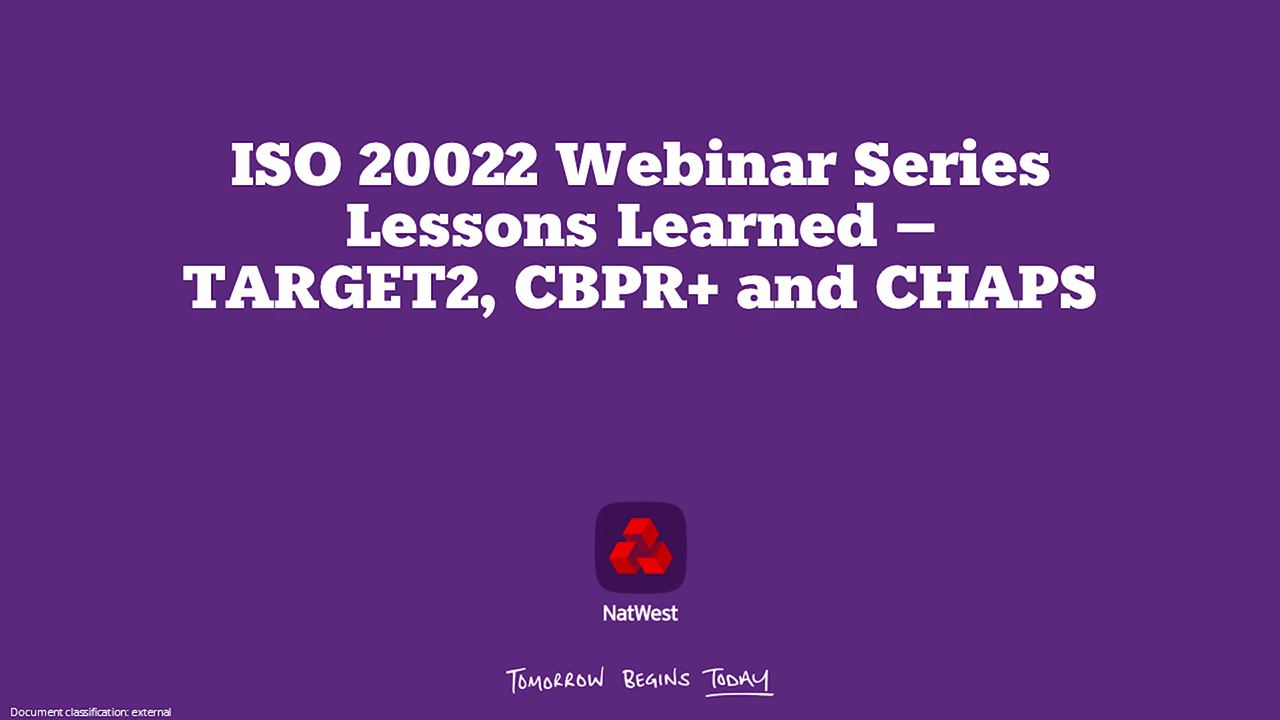 ISO 20022 Webinar Series
Lessons Learned –
TARGET2, CBPR+ and CHAPS
NatWest
TOMORROW BEGINS TODAY
Document classification: external